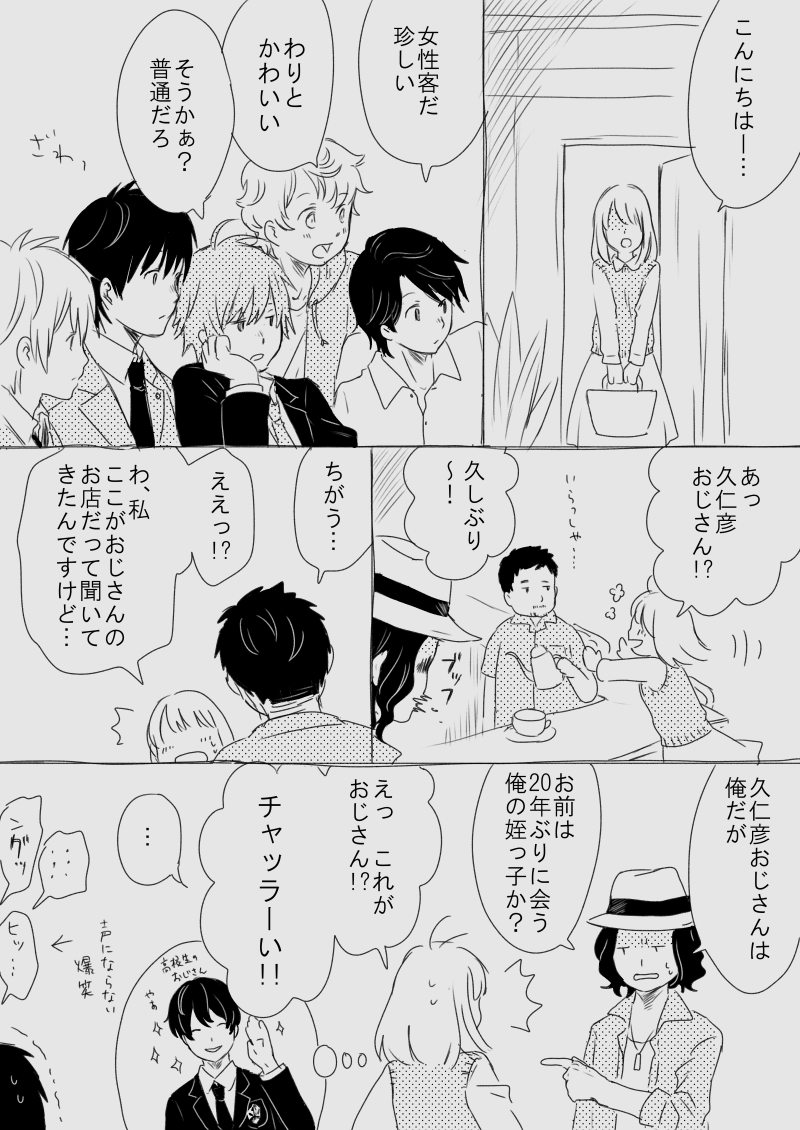 こんにちはー…
女性客だ
珍しい
わりと
かわいい
そうかぁ？
普通だろ
ざわっ
あっ
久仁彦
おじさん!?
いらっしゃ…
久しぶり
～！
ブフッ
ちがう…
ええっ!?
わ、私
ここがおじさんの
お店だって聞いて
きたんですけど…
久仁彦おじさんは
俺だが
お前は
20年ぶりに会う
俺の姪っ子か？
えっ　これが
おじさん!?
チャッラーい!!
高校生の
おじさん
やぁ
…
声にならない
爆笑
ングッ
……
ヒッ…